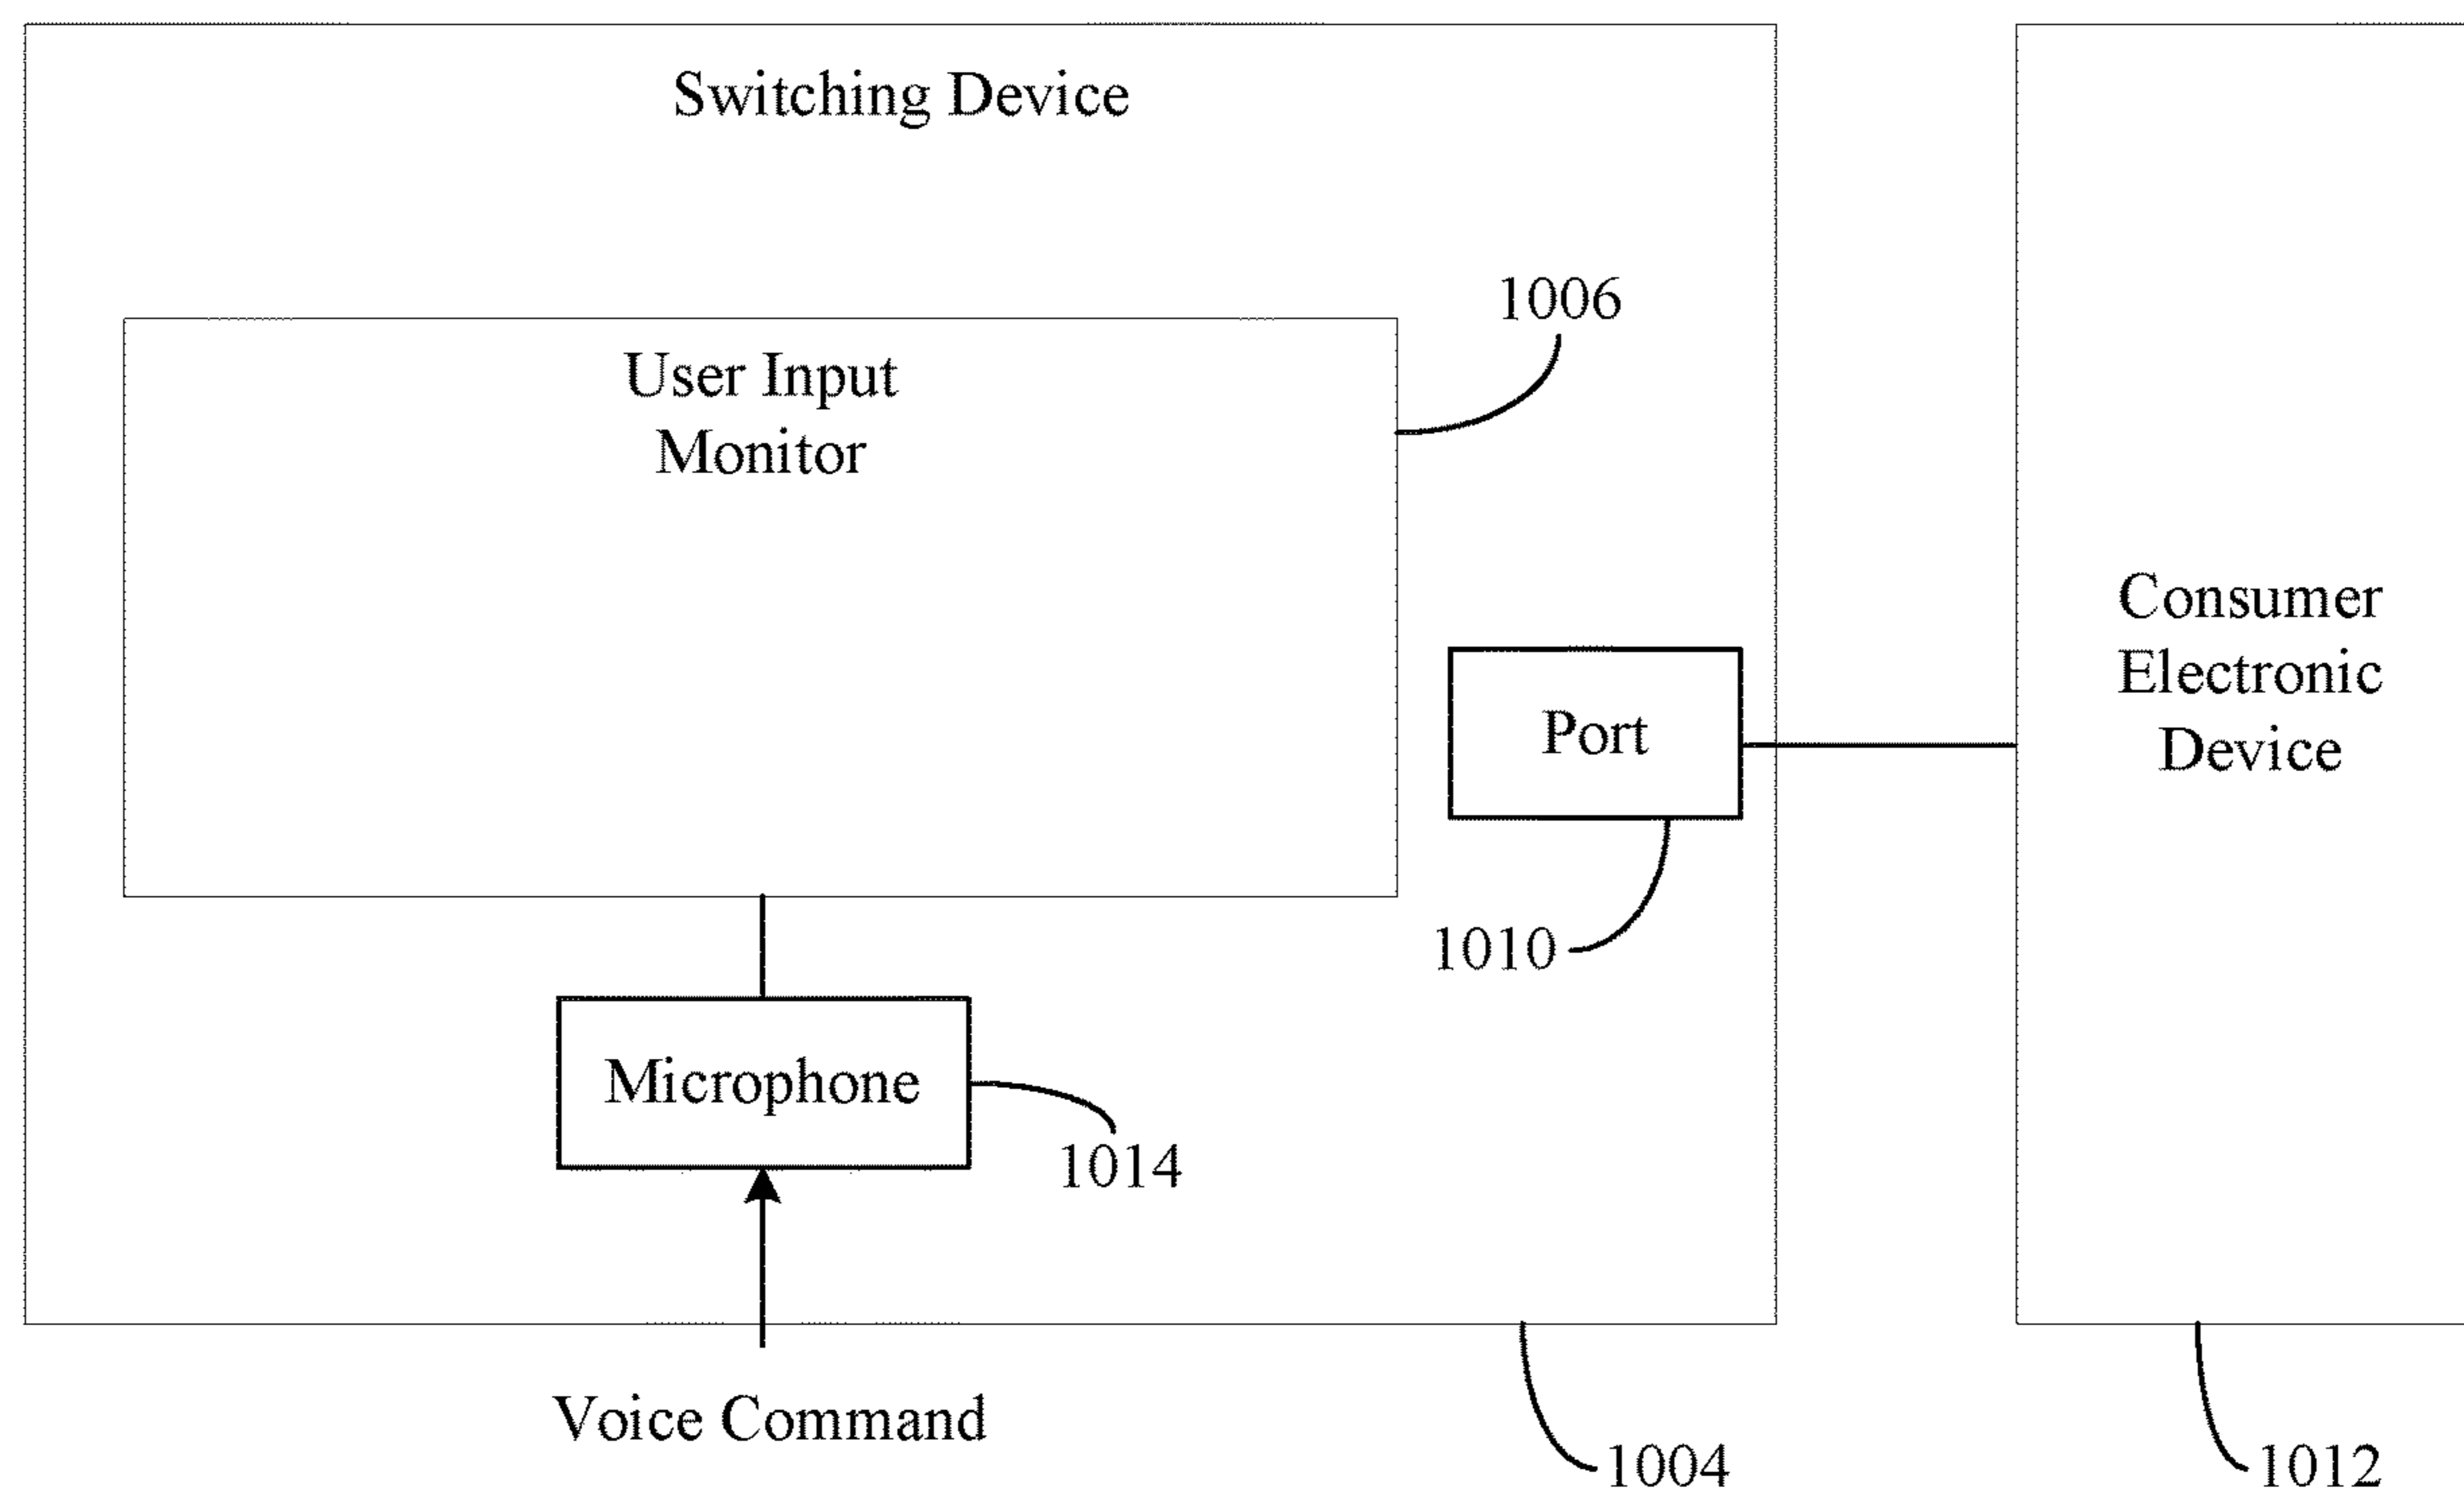 Switching Device
1006
User Input
Monitor
Consumer
Electronic
Device
Port
1010
Microphone
1014
Voice Command
1004
1012